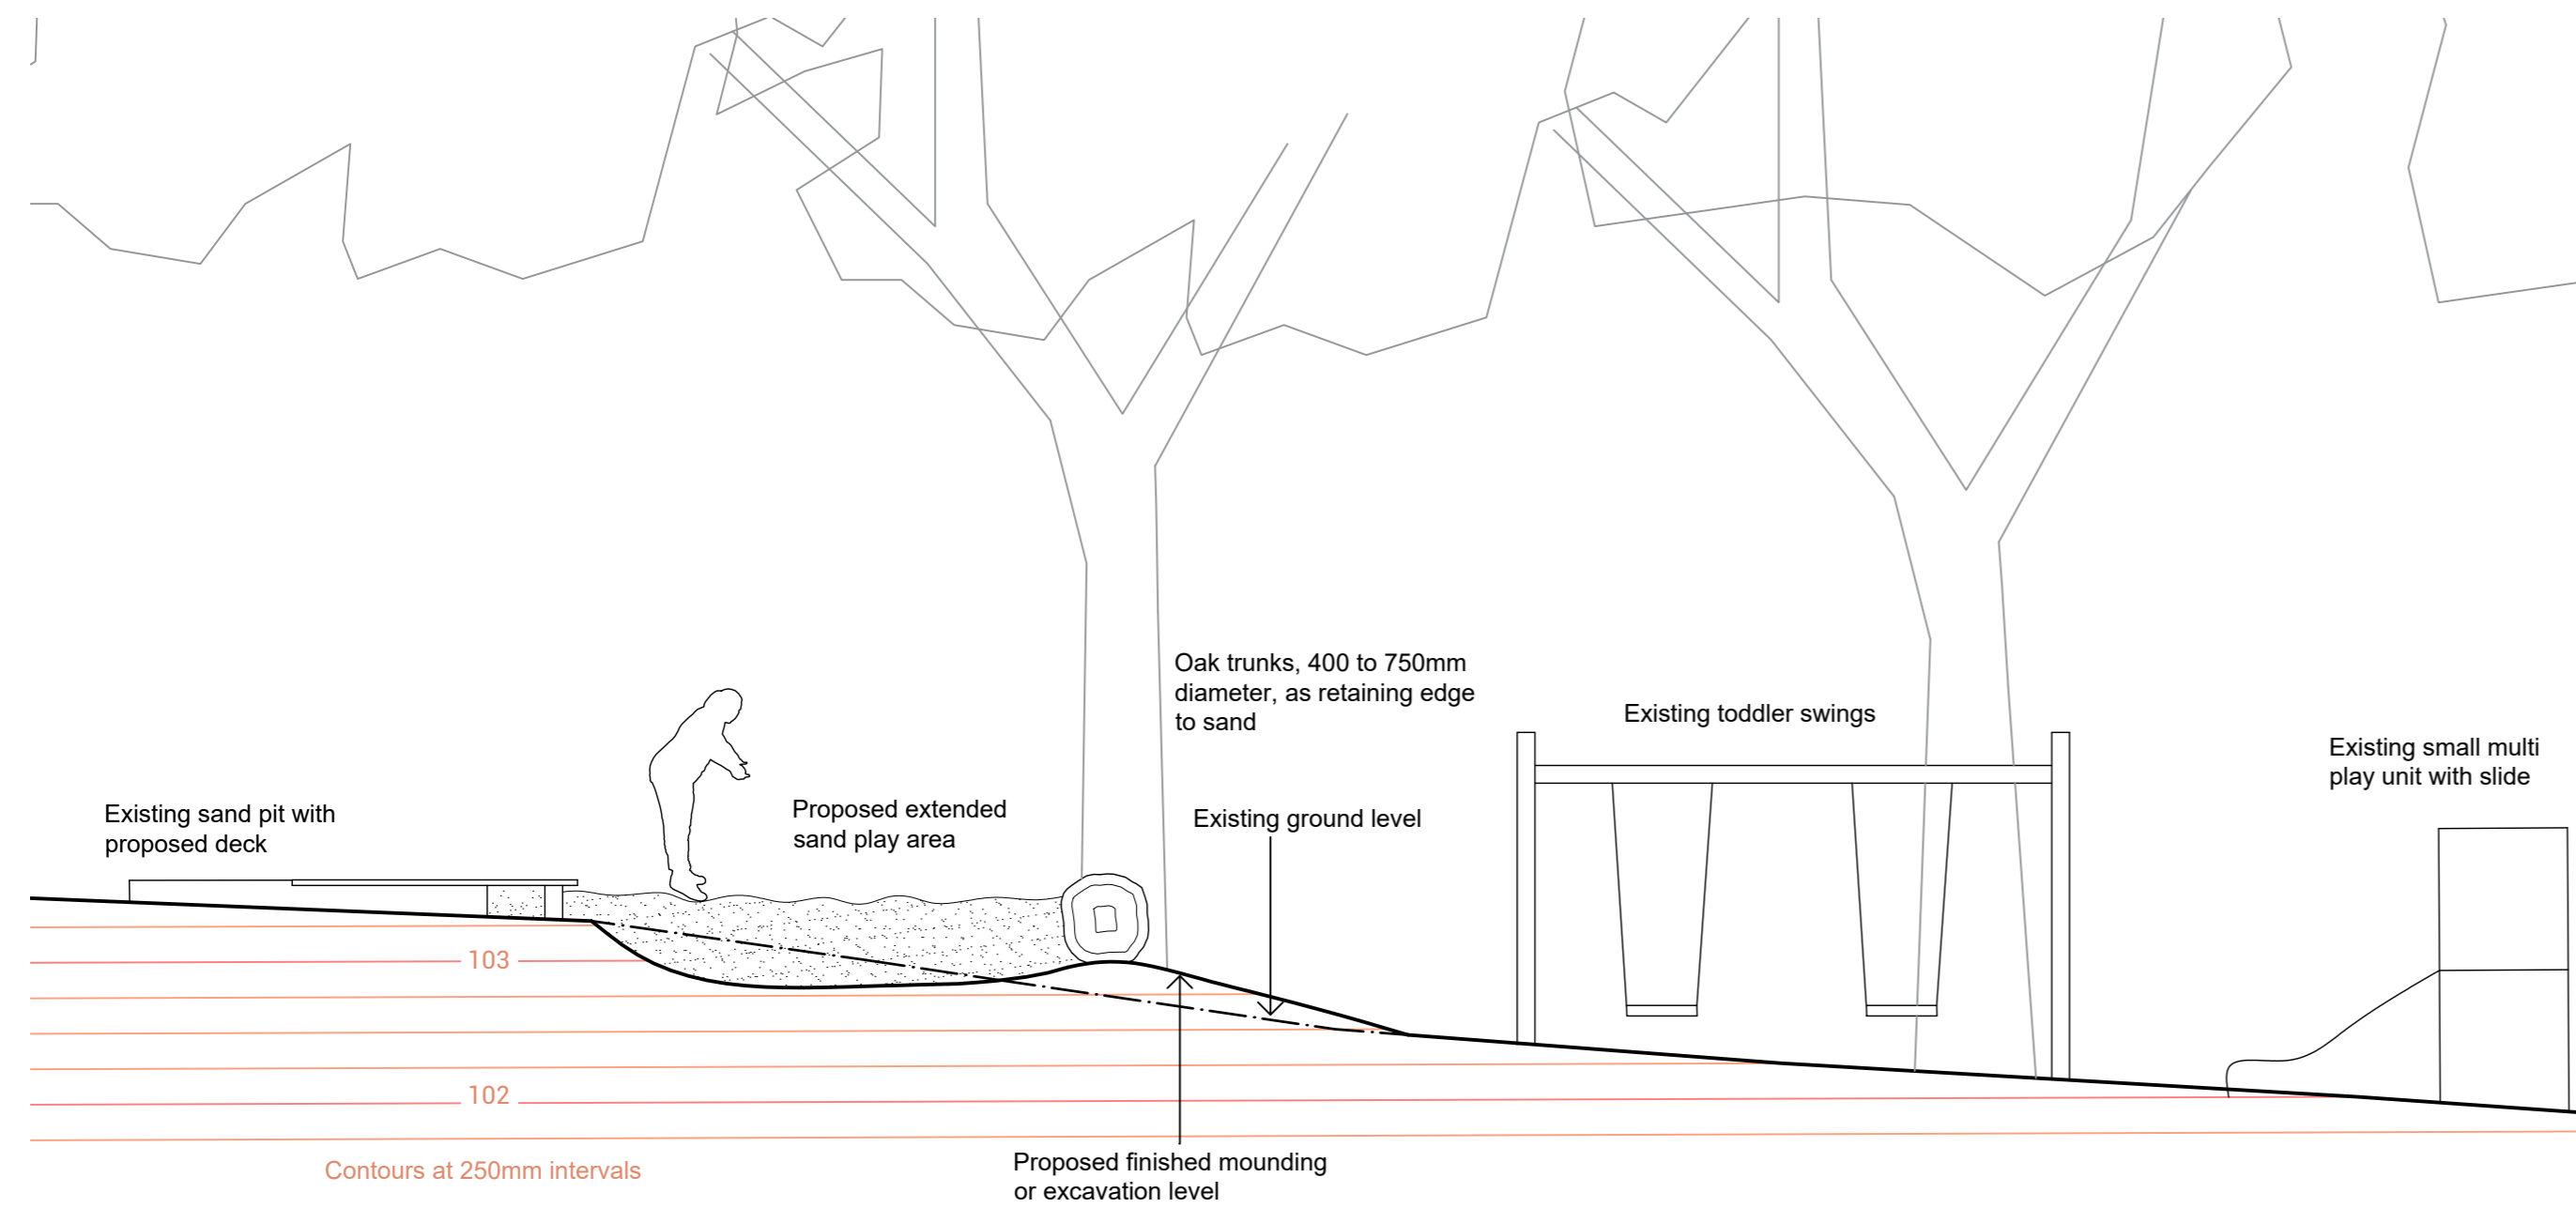 Oak trunks, 400 to 750mm
diameter, as retaining edge
to sand
Existing toddler swings
Existing small multi
play unit with slide
Existing sand pit with
proposed deck
Proposed extended
sand play area
Existing ground level
103
102
Contours at 250mm intervals
Proposed finished mounding
or excavation level